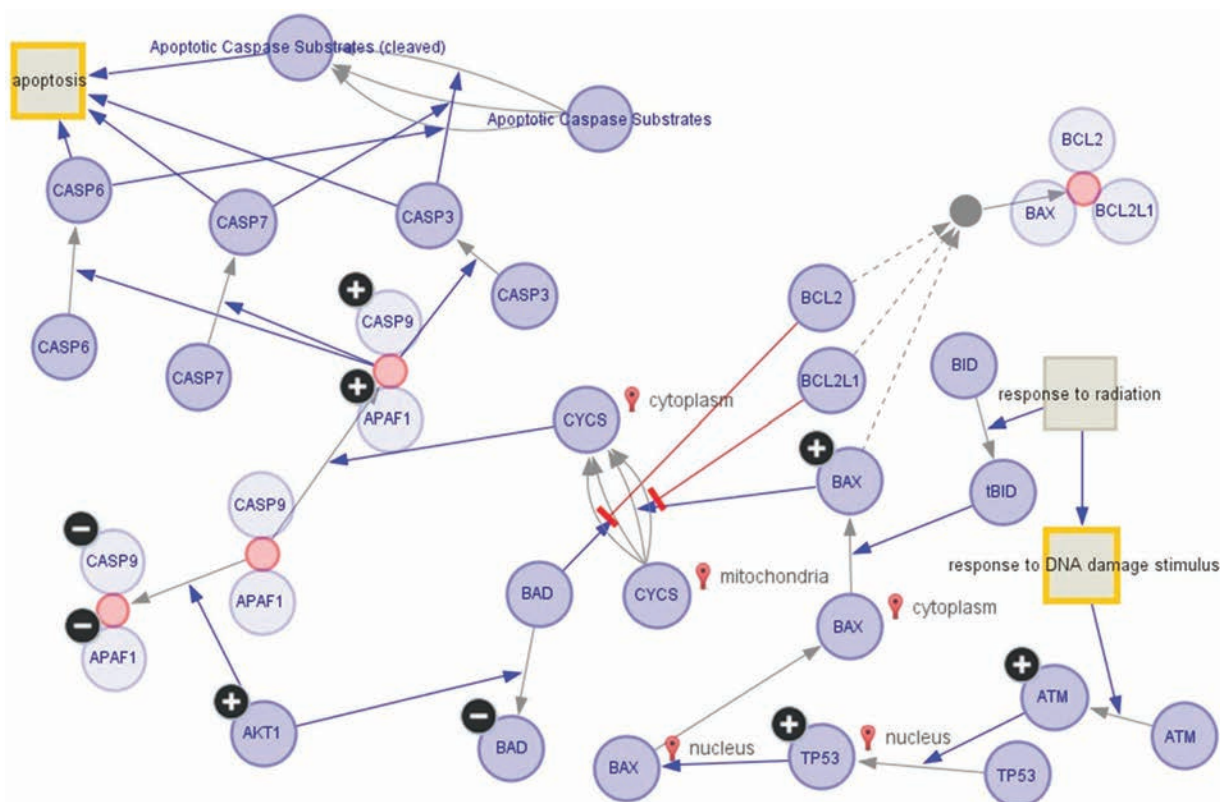 Apoptotic Caspase Substrates (cleaved)
apoptosis
Apoptotic Caspase Substrates
BCL2
CASP6
CASP7
CASP3
BAX
BCL2L1
CASP3
BCL2
CASP9
CASP6
CASP7
BCL2L1
BID
response to radiation
APAF1
CYCS
cytoplasm
BAX
tBID
CASP9
CASP9
response to DNA damage stimulus
mitochondria
BAD
CYCS
APAF1
cytoplasm
BAX
APAF1
ATM
AKT1
BAD
nucleus
nucleus
ATM
BAX
TP53
TP53